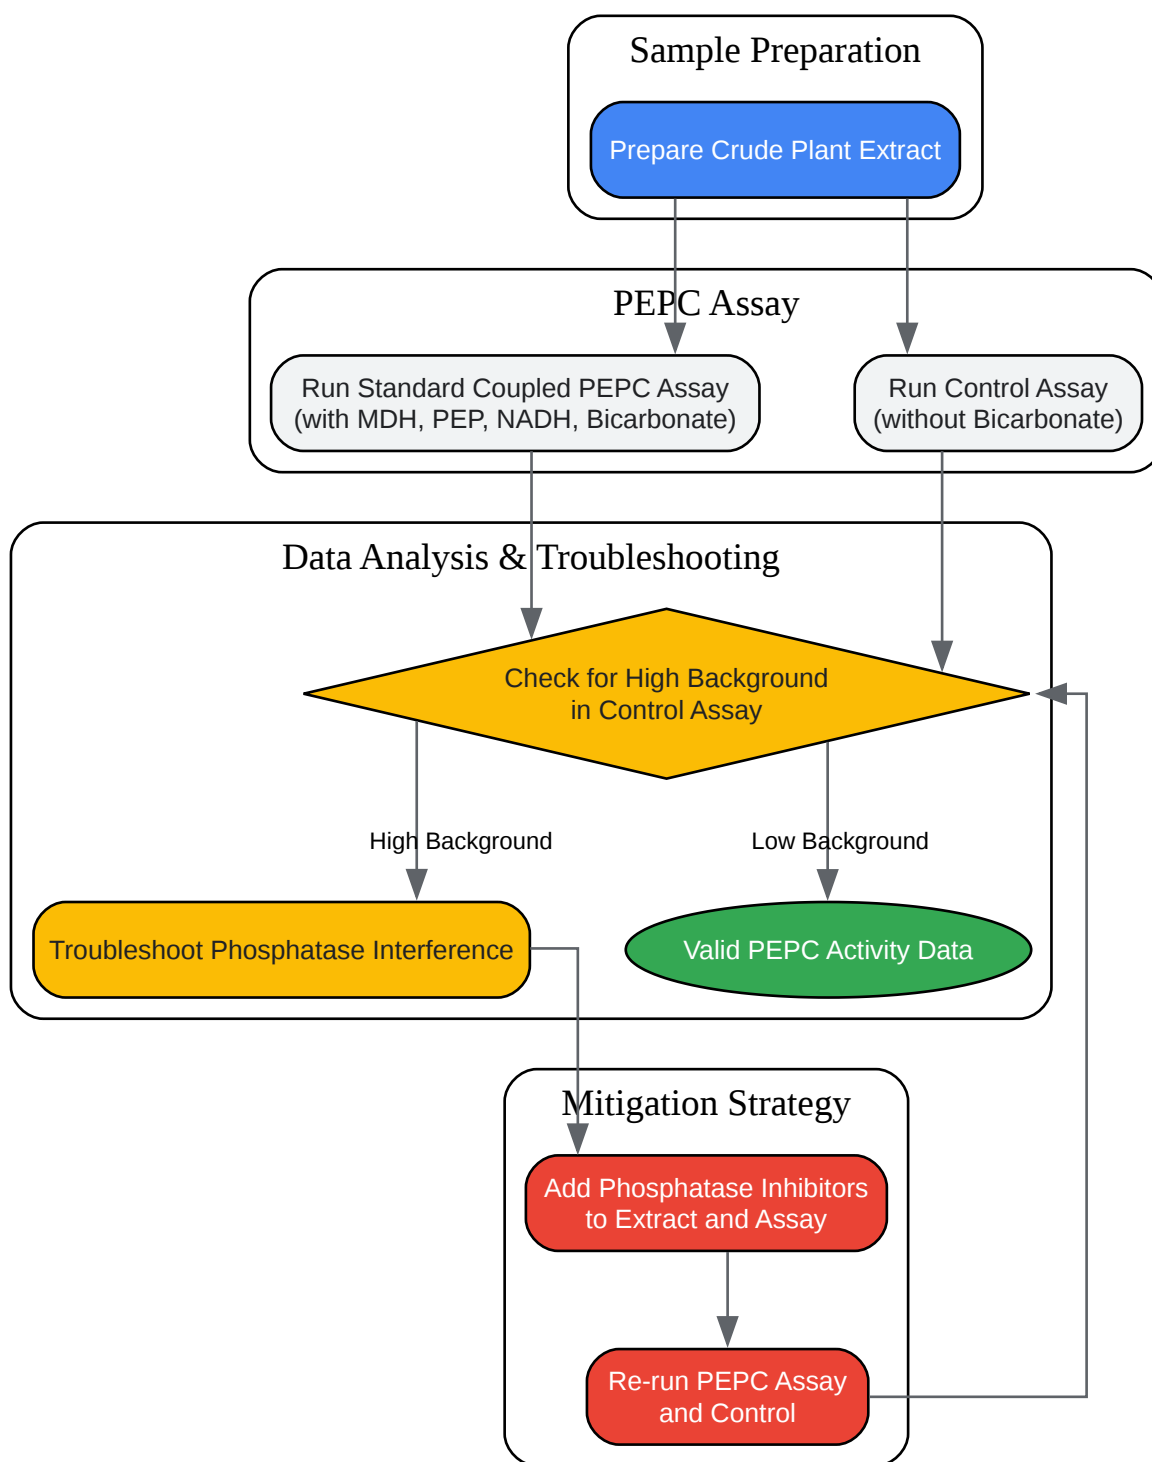 Sample Preparation
Prepare Crude Plant Extract
PEPC Assay
Run Standard Coupled PEPC Assay
(with MDH, PEP, NADH, Bicarbonate)
Run Control Assay
(without Bicarbonate)
Data Analysis & Troubleshooting
Check for High Background
in Control Assay
High Background
Low Background
Troubleshoot Phosphatase Interference
Valid PEPC Activity Data
Mitigation Strategy
Add Phosphatase Inhibitors
to Extract and Assay
Re-run PEPC Assay
and Control